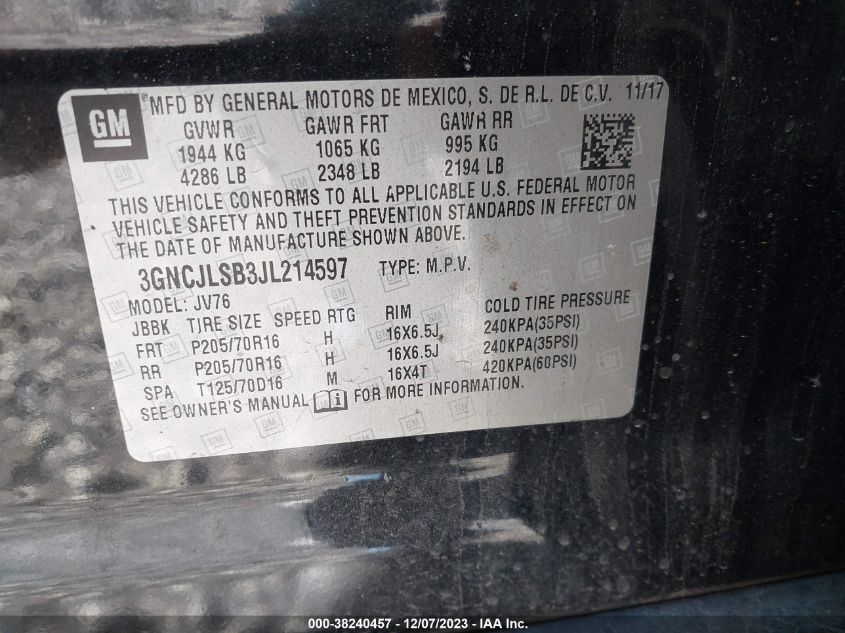 GM
MFD BY GENERAL MOTORS DE MEXICO, S. DE R.L. DE C.V. 11/17
GVWR GAWR FRT GAWR RR
1944 KG 1065 KG 995 KG
4286 LB 2348 LB 2194 LB
THIS VEHICLE CONFORMS TO ALL APPLICABLE U.S. FEDERAL MOTOR
VEHICLE SAFETY AND THEFT PREVENTION STANDARDS IN EFFECT ON
THE DATE OF MANUFACTURE SHOWN ABOVE.
3GNCJLSB3JL214597 TYPE: M.P.V.
MODEL: JV76
JBBK TIRE SIZE SPEED RTG RIM COLD TIRE PRESSURE
FRT P205/70R16 H 16X6.5J 240KPA(35PSI)
RR P205/70R16 H 16X6.5J 240KPA(35PSI)
SPA T125/70D16 M 16X4T 420KPA(60PSI)
SEE OWNER'S MANUAL FOR MORE INFORMATION.
000-38240457 - 12/07/2023 - IAA Inc.